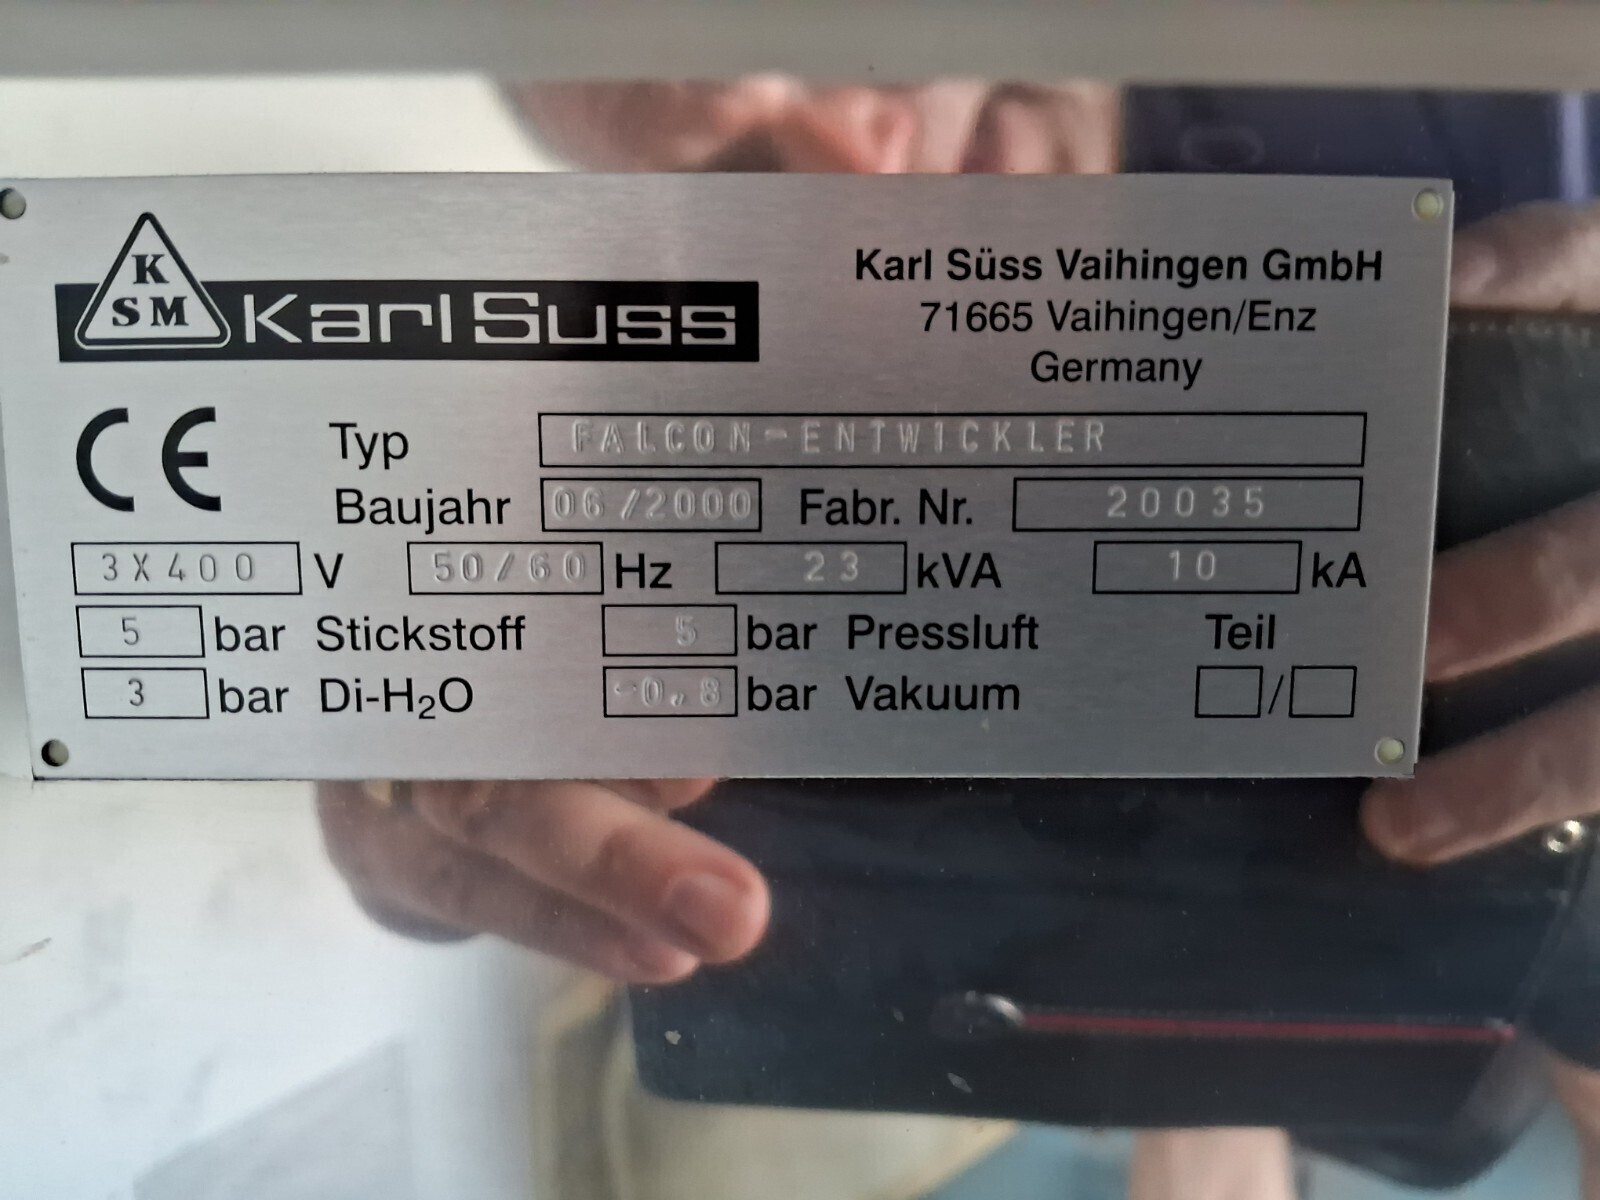 K
SM
Karl Suss
Karl Süss Vaihingen GmbH
71665 Vaihingen/Enz
Germany
CE
Typ FALCON-ENTWICKLER
Baujahr 06/2000 Fabr. Nr. 20035
3X400 V 50/60 Hz 23 kVA 10 kA
5 bar Stickstoff 5 bar Pressluft Teil
3 bar Di-H₂O -0,8 bar Vakuum /